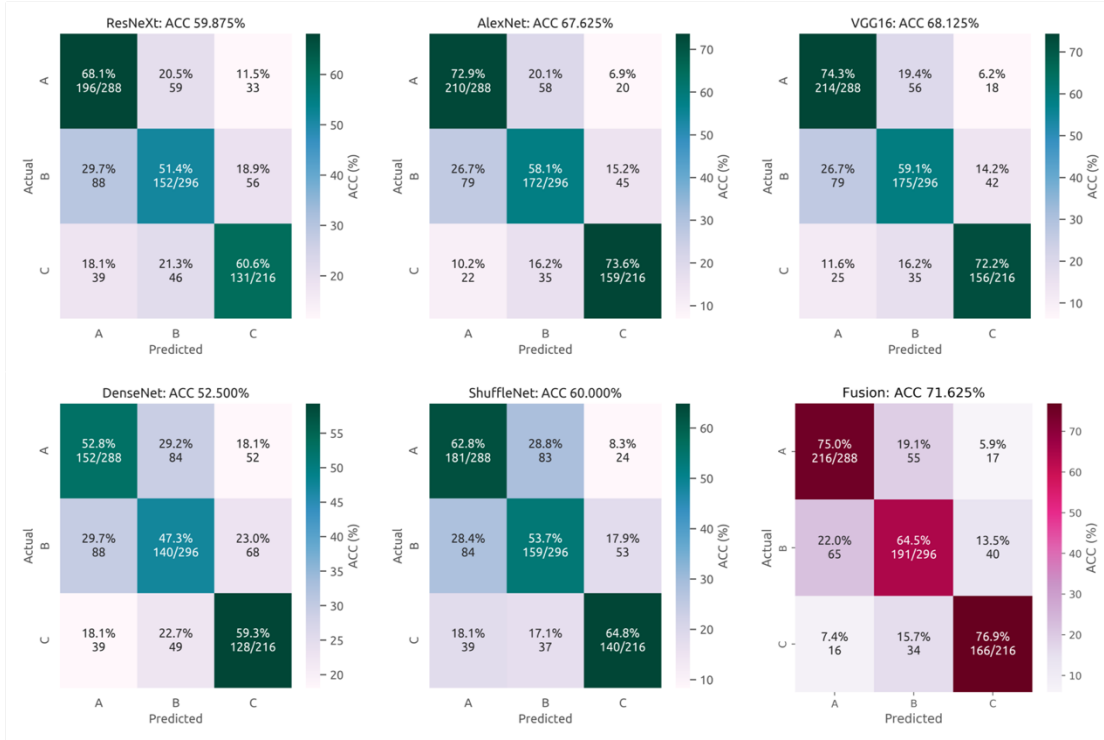 ResNeXt: ACC 59.875%
Actual
A
68.1%
196/288
20.5%
59
11.5%
33
B
29.7%
88
51.4%
152/296
18.9%
56
C
18.1%
39
21.3%
46
60.6%
131/216
A
B
C
Predicted
60
50
40
30
20
ACC (%)
AlexNet: ACC 67.625%
Actual
A
72.9%
210/288
20.1%
58
6.9%
20
B
26.7%
79
58.1%
172/296
15.2%
45
C
10.2%
22
16.2%
35
73.6%
159/216
A
B
C
Predicted
70
60
50
40
30
20
10
ACC (%)
VGG16: ACC 68.125%
Actual
A
74.3%
214/288
19.4%
56
6.2%
18
B
26.7%
79
59.1%
175/296
14.2%
42
C
11.6%
25
16.2%
35
72.2%
156/216
A
B
C
Predicted
70
60
50
40
30
20
10
ACC (%)
DenseNet: ACC 52.500%
Actual
A
52.8%
152/288
29.2%
84
18.1%
52
B
29.7%
88
47.3%
140/296
23.0%
68
C
18.1%
39
22.7%
49
59.3%
128/216
A
B
C
Predicted
55
50
45
40
35
30
25
20
ACC (%)
ShuffleNet: ACC 60.000%
Actual
A
62.8%
181/288
28.8%
83
8.3%
24
B
28.4%
84
53.7%
159/296
17.9%
53
C
18.1%
39
17.1%
37
64.8%
140/216
A
B
C
Predicted
60
50
40
30
20
10
ACC (%)
Fusion: ACC 71.625%
Actual
A
75.0%
216/288
19.1%
55
5.9%
17
B
22.0%
65
64.5%
191/296
13.5%
40
C
7.4%
16
15.7%
34
76.9%
166/216
A
B
C
Predicted
70
60
50
40
30
20
10
ACC (%)